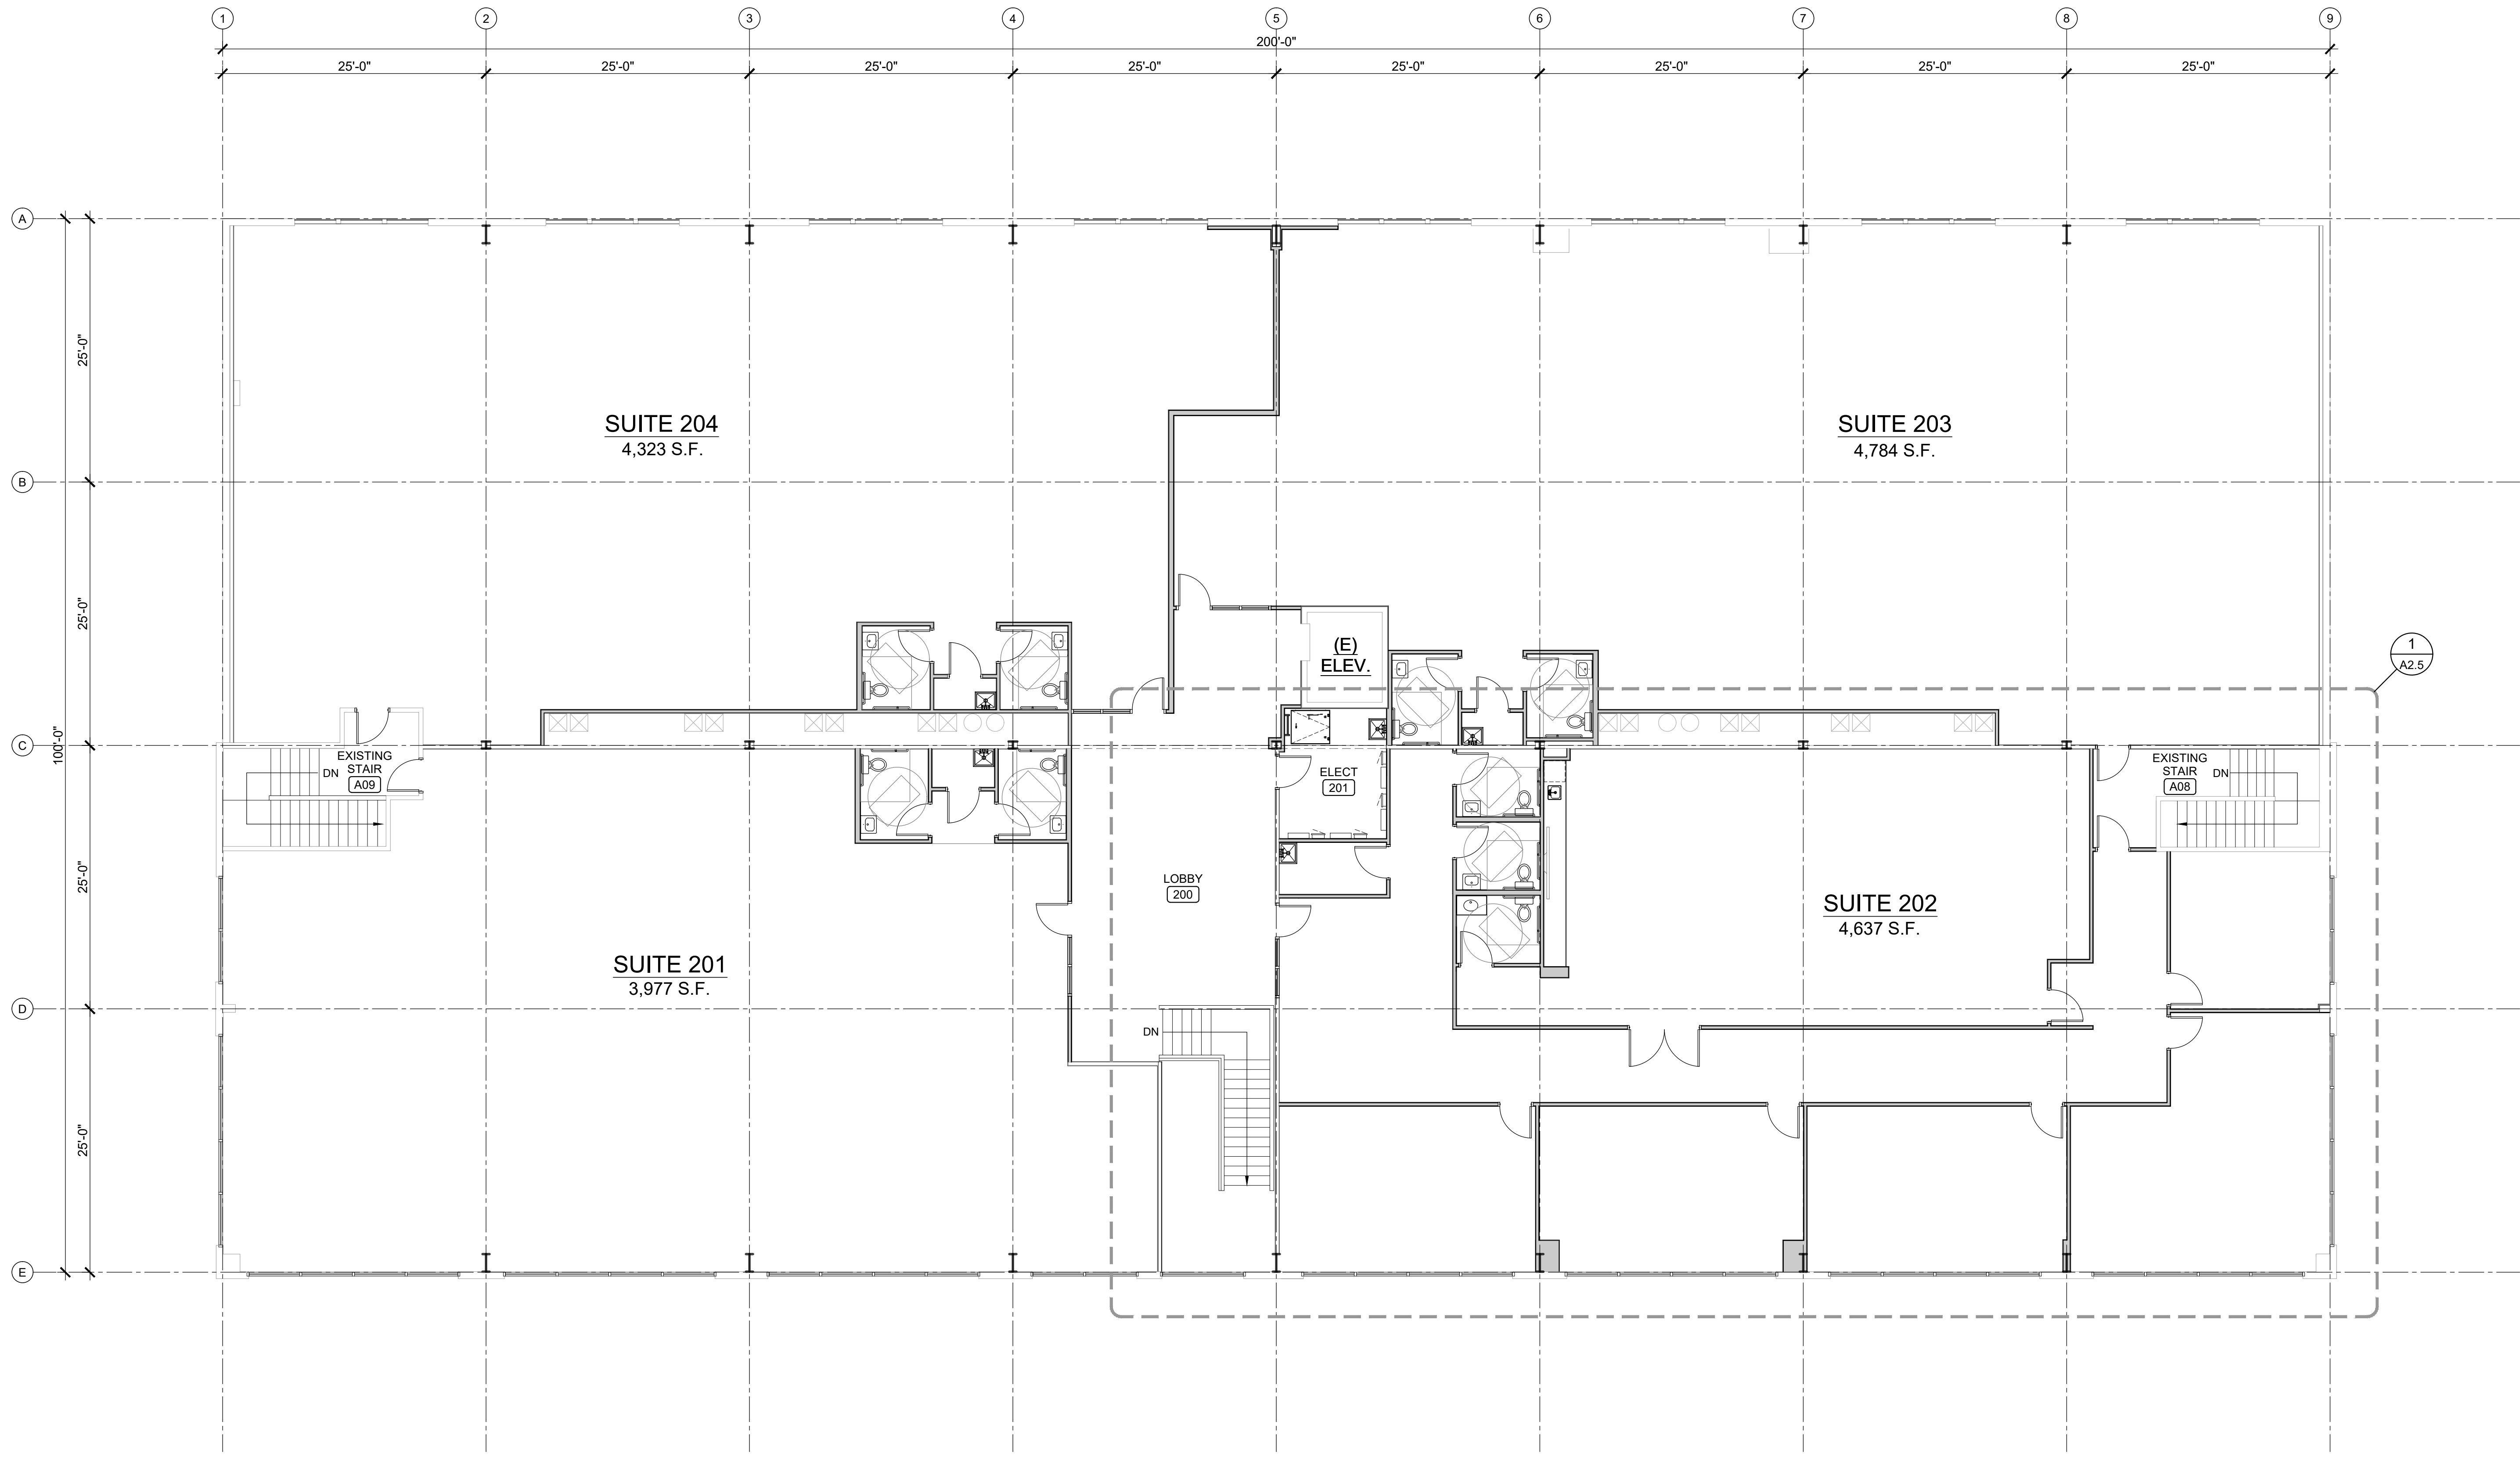 1
2
3
4
5
6
7
8
9
200'-0"
25'-0"
25'-0"
25'-0"
25'-0"
25'-0"
25'-0"
25'-0"
25'-0"
A
25'-0"
SUITE 204
4,323 S.F.
SUITE 203
4,784 S.F.
B
25'-0"
(E)
ELEV.
1
A2.5
C
100'-0"
EXISTING
STAIR
A09
DN
ELECT
201
EXISTING
STAIR
A08
DN
25'-0"
LOBBY
200
SUITE 202
4,637 S.F.
SUITE 201
3,977 S.F.
D
DN
25'-0"
E